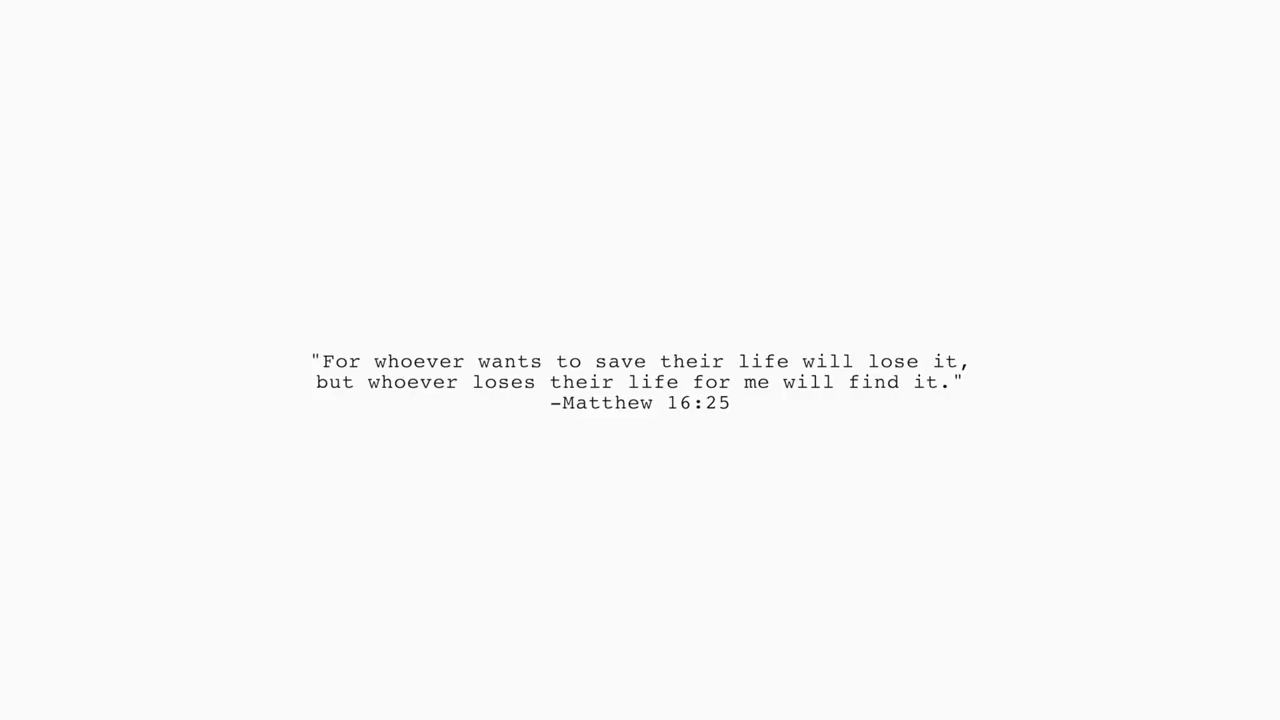 "For whoever wants to save their life will lose it,
but whoever loses their life for me will find it."
-Matthew 16:25